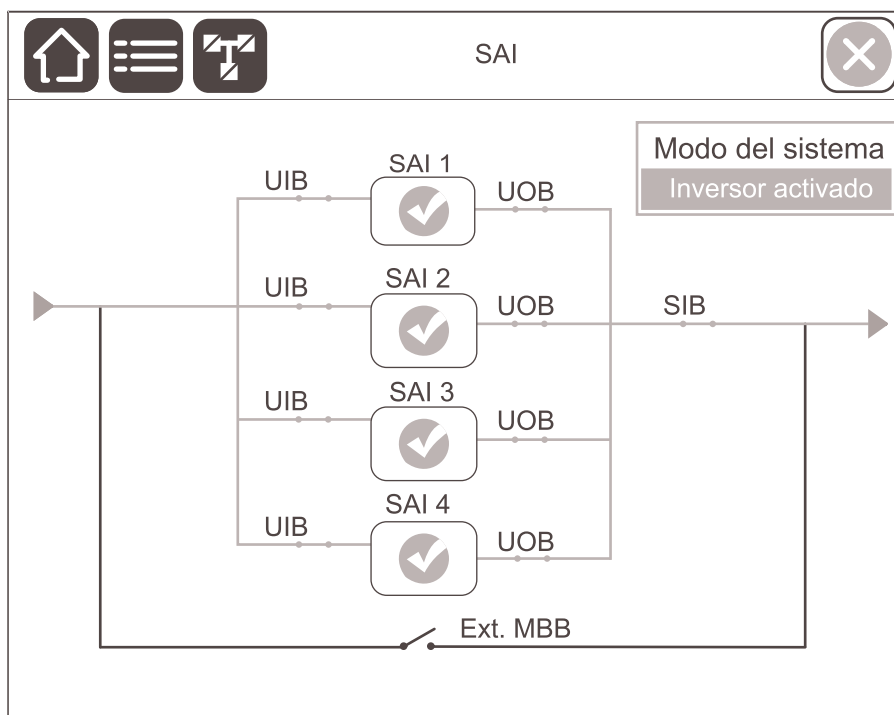 SAI
Modo del sistema
Inversor activado
SAI 1
UIB
UOB
SAI 2
UIB
UOB
SIB
SAI 3
UIB
UOB
SAI 4
UIB
UOB
Ext. MBB